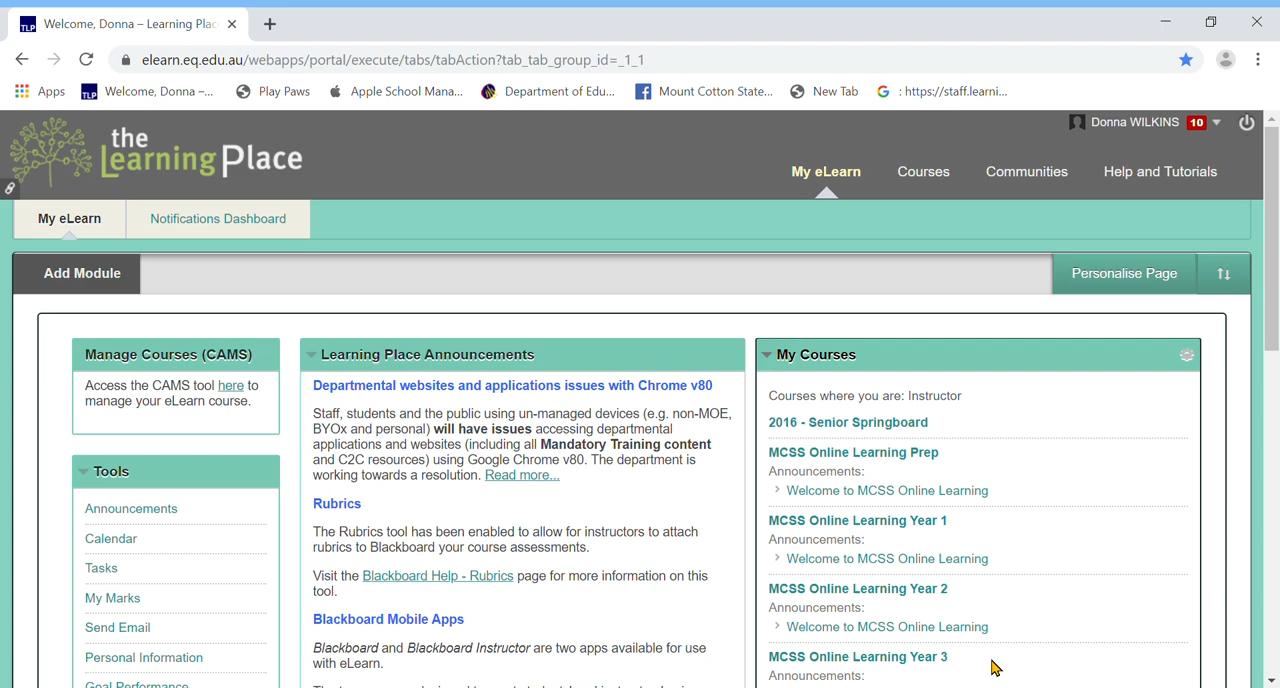 TLP Welcome, Donna – Learning Plac
elearn.eq.edu.au/webapps/portal/execute/tabs/tabAction?tab_tab_group_id=_1_1
Apps TLP Welcome, Donna –... Play Paws Apple School Mana... Department of Edu... Mount Cotton State... New Tab : https://staff.learni...
the
Learning Place
Donna WILKINS 10
My eLearn Courses Communities Help and Tutorials
My eLearn Notifications Dashboard
Add Module Personalise Page
Manage Courses (CAMS)
Access the CAMS tool here to
manage your eLearn course.
Tools
Announcements
Calendar
Tasks
My Marks
Send Email
Personal Information
Goal Performance
Learning Place Announcements
Departmental websites and applications issues with Chrome v80
Staff, students and the public using un-managed devices (e.g. non-MOE,
BYOx and personal) will have issues accessing departmental
applications and websites (including all Mandatory Training content
and C2C resources) using Google Chrome v80. The department is
working towards a resolution. Read more...
Rubrics
The Rubrics tool has been enabled to allow for instructors to attach
rubrics to Blackboard your course assessments.
Visit the Blackboard Help - Rubrics page for more information on this
tool.
Blackboard Mobile Apps
Blackboard and Blackboard Instructor are two apps available for use
with eLearn.
My Courses
Courses where you are: Instructor
2016 - Senior Springboard
MCSS Online Learning Prep
Announcements:
Welcome to MCSS Online Learning
MCSS Online Learning Year 1
Announcements:
Welcome to MCSS Online Learning
MCSS Online Learning Year 2
Announcements:
Welcome to MCSS Online Learning
MCSS Online Learning Year 3
Announcements: